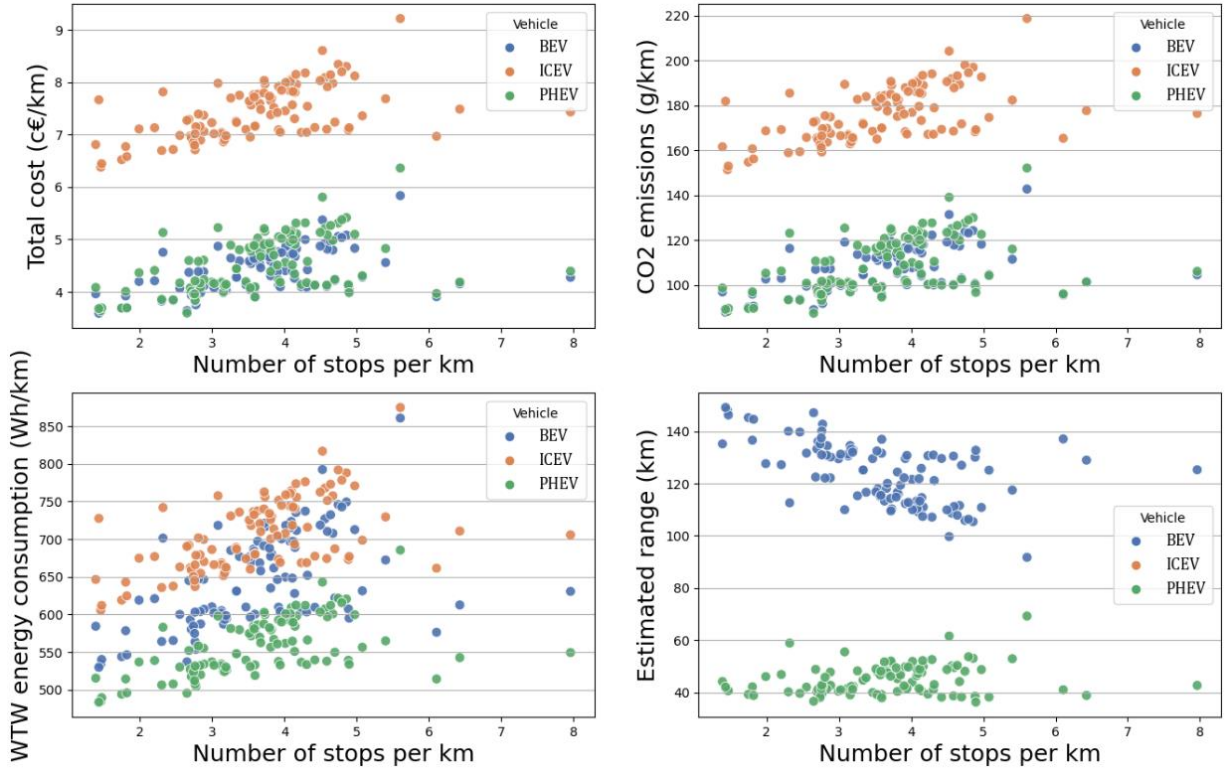 Total cost (c€/km)
9
8
7
6
5
4
Vehicle
BEV
ICEV
PHEV
2 3 4 5 6 7 8
Number of stops per km
CO2 emissions (g/km)
220
200
180
160
140
120
100
Vehicle
BEV
ICEV
PHEV
2 3 4 5 6 7 8
Number of stops per km
WTW energy consumption (Wh/km)
850
800
750
700
650
600
550
500
Vehicle
BEV
ICEV
PHEV
2 3 4 5 6 7 8
Number of stops per km
Estimated range (km)
140
120
100
80
60
40
Vehicle
BEV
ICEV
PHEV
2 3 4 5 6 7 8
Number of stops per km